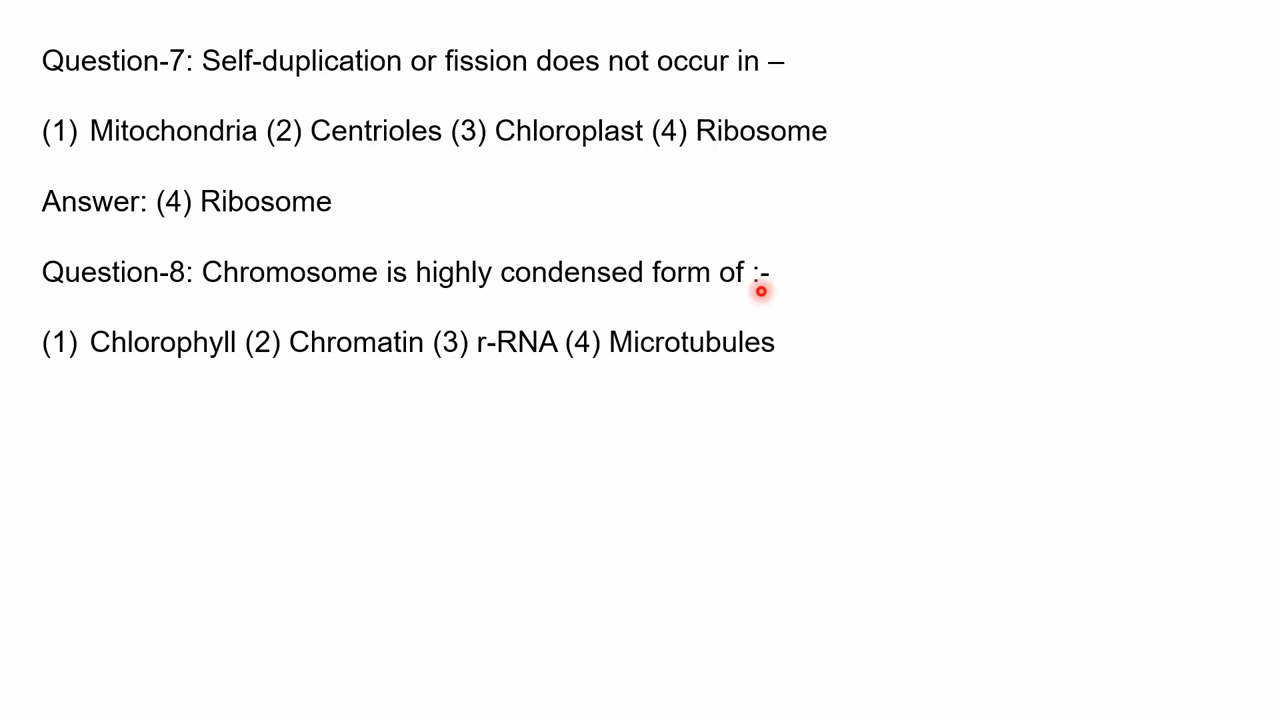 Question-7: Self-duplication or fission does not occur in –
(1) Mitochondria (2) Centrioles (3) Chloroplast (4) Ribosome
Answer: (4) Ribosome
Question-8: Chromosome is highly condensed form of :-
(1) Chlorophyll (2) Chromatin (3) r-RNA (4) Microtubules